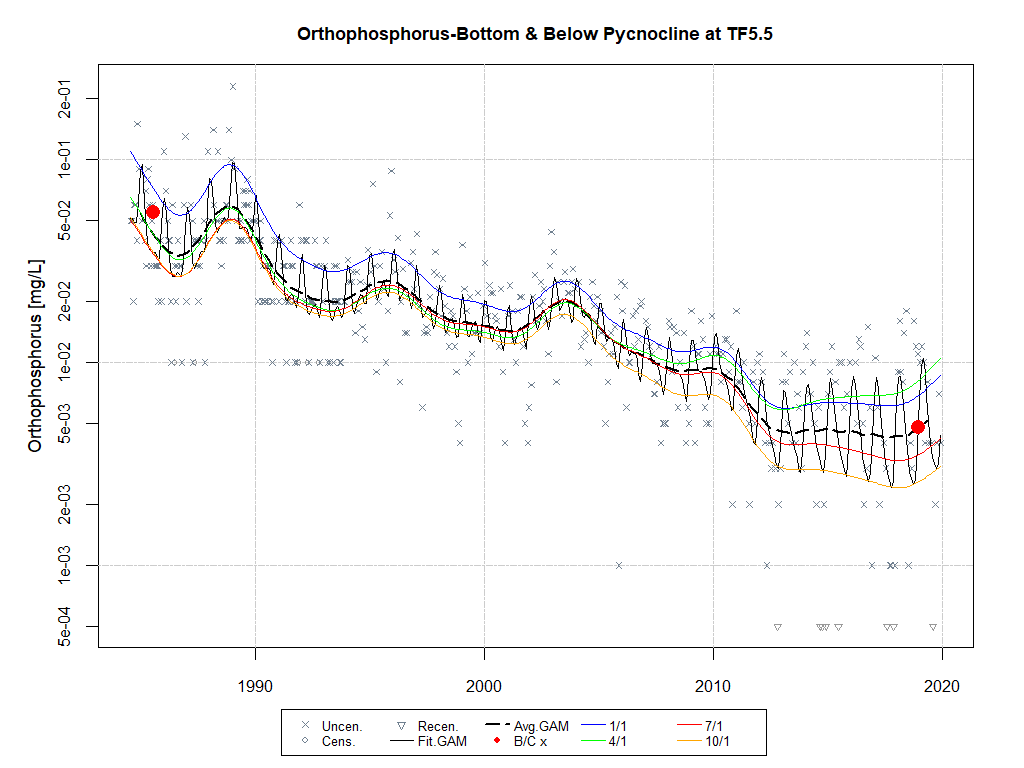 Orthophosphorus-Bottom & Below Pycnocline at TF5.5
Orthophosphorus [mg/L]
2e-01
1e-01
5e-02
2e-02
1e-02
5e-03
2e-03
1e-03
5e-04
1990 2000 2010 2020
Uncen. Recen. Avg.GAM 1/1 7/1
Cens. Fit.GAM B/C x 4/1 10/1